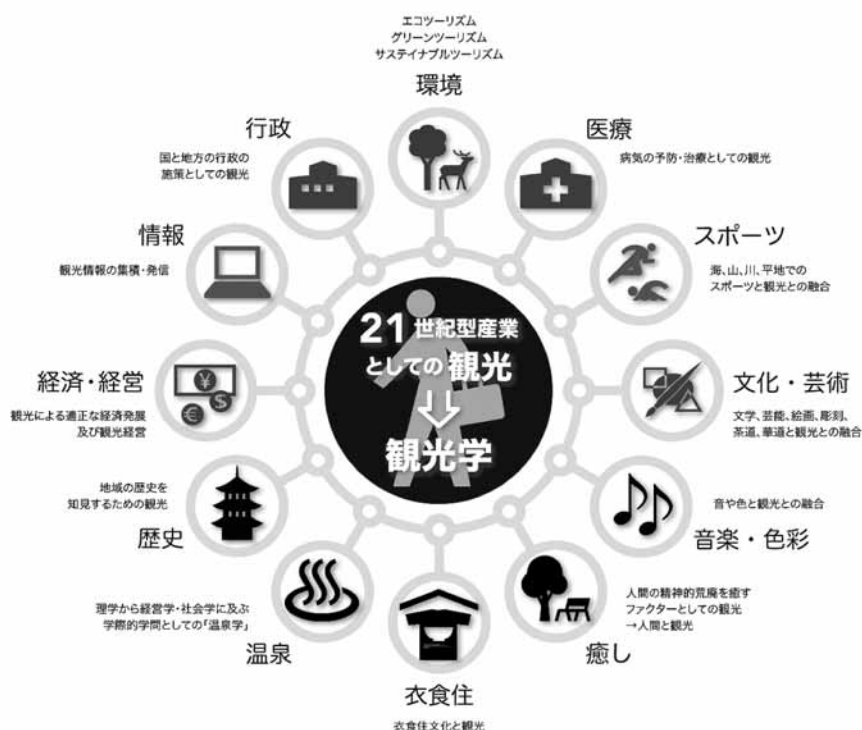 エコツーリズム
グリーンツーリズム
サステイナブルツーリズム
環境
医療
病気の予防・治療としての観光
スポーツ
海、山、川、平地での
スポーツと観光との融合
文化・芸術
文学、芸能、絵画、彫刻、
茶道、華道と観光との融合
音や色と観光との融合
音楽・色彩
人間の精神的荒廃を癒す
ファクターとしての観光
→人間と観光
癒し
衣食住
衣食住文化と観光
理学から経営学・社会学に及ぶ
学際的学問としての「温泉学」
温泉
地域の歴史を
知見するための観光
歴史
経済・経営
観光による適正な経済発展
及び観光経営
情報
観光情報の集積・発信
行政
国と地方の行政の
施策としての観光
21世紀型産業
としての観光
⇩
観光学
¥
$
€